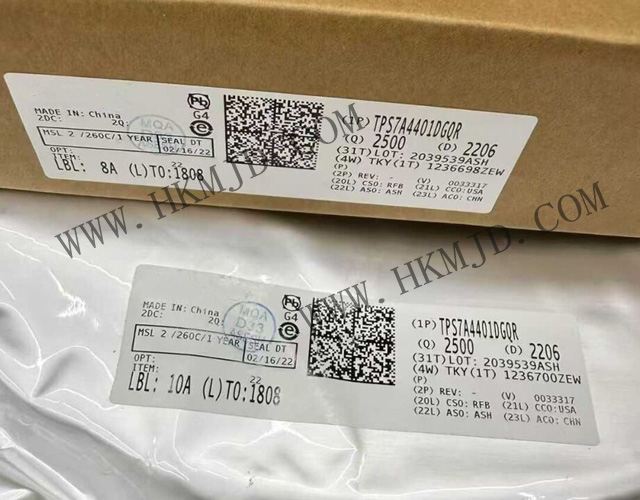 MADE IN: China
2DC: 2Q:
MQA
Pb
G4
e
MSL 2 /260C/1 YEAR SEAL DT
02/16/22
OPT:
ITEM:
LBL: 8A (L)TO:1808
22
(1P) TPS7A4401DGQR
(Q) 2500 (D) 2206
(31T)LOT: 2039539ASH
(4W) TKY(1T) 1236698ZEW
(P)
(2P) REV: - (V) 0033317
(20L) CSO: RFB (21L) CCO:USA
(22L) ASO: ASH (23L) ACO: CHN
WWW.HKMJD.COM
MADE IN: China
2DC: 2Q:
MQA
D33
Pb
G4
e
MSL 2 /260C/1 YEAR SEAL DT
02/16/22
OPT:
ITEM:
LBL: 10A (L)TO:1808
22
(1P) TPS7A4401DGQR
(Q) 2500 (D) 2206
(31T)LOT: 2039539ASH
(4W) TKY(1T) 1236700ZEW
(P)
(2P) REV: - (V) 0033317
(20L) CSO: RFB (21L) CCO:USA
(22L) ASO: ASH (23L) ACO: CHN
WWW.HKMJD.COM